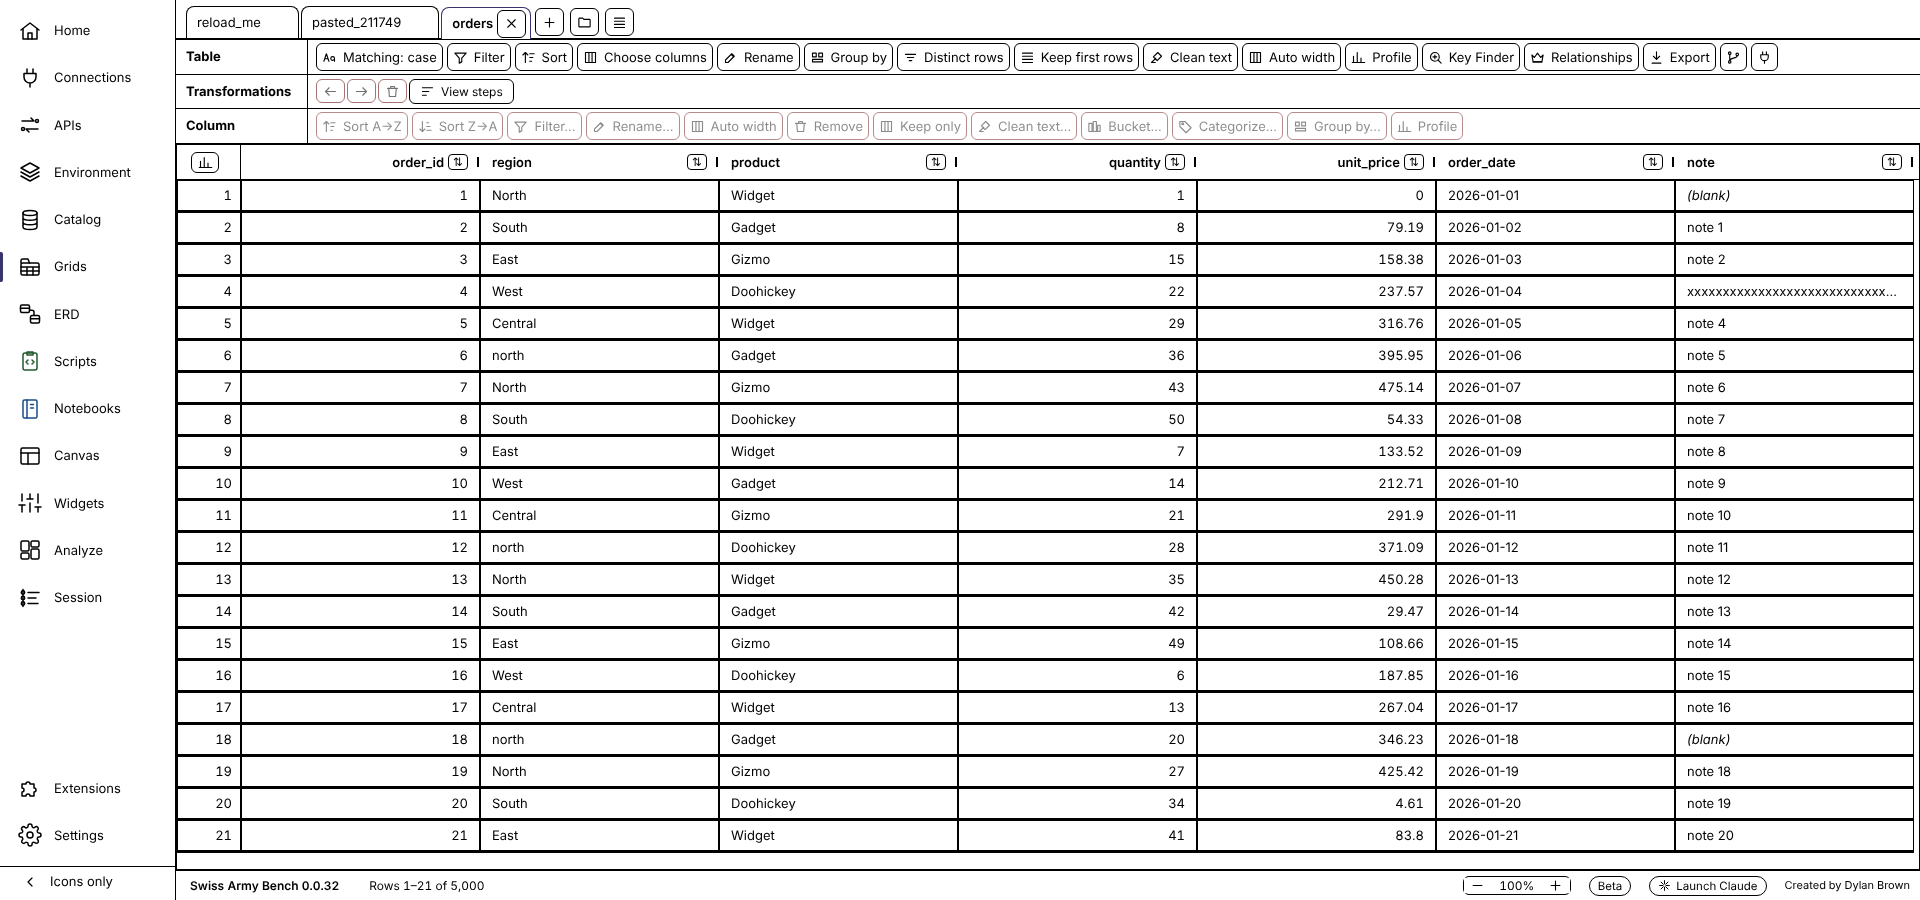 Home
Connections
APIs
Environment
Catalog
Grids
ERD
Scripts
Notebooks
Canvas
Widgets
Analyze
Session
Extensions
Settings
Icons only
reload_me pasted_211749 orders
Table Aa Matching: case Filter Sort Choose columns Rename Group by Distinct rows Keep first rows Clean text Auto width Profile Key Finder Relationships Export
Transformations View steps
Column Sort A→Z Sort Z→A Filter... Rename... Auto width Remove Keep only Clean text... Bucket... Categorize... Group by... Profile
order_id region product quantity unit_price order_date note
1 1 North Widget 1 0 2026-01-01 (blank)
2 2 South Gadget 8 79.19 2026-01-02 note 1
3 3 East Gizmo 15 158.38 2026-01-03 note 2
4 4 West Doohickey 22 237.57 2026-01-04 xxxxxxxxxxxxxxxxxxxxxxxxxxxx...
5 5 Central Widget 29 316.76 2026-01-05 note 4
6 6 north Gadget 36 395.95 2026-01-06 note 5
7 7 North Gizmo 43 475.14 2026-01-07 note 6
8 8 South Doohickey 50 54.33 2026-01-08 note 7
9 9 East Widget 7 133.52 2026-01-09 note 8
10 10 West Gadget 14 212.71 2026-01-10 note 9
11 11 Central Gizmo 21 291.9 2026-01-11 note 10
12 12 north Doohickey 28 371.09 2026-01-12 note 11
13 13 North Widget 35 450.28 2026-01-13 note 12
14 14 South Gadget 42 29.47 2026-01-14 note 13
15 15 East Gizmo 49 108.66 2026-01-15 note 14
16 16 West Doohickey 6 187.85 2026-01-16 note 15
17 17 Central Widget 13 267.04 2026-01-17 note 16
18 18 north Gadget 20 346.23 2026-01-18 (blank)
19 19 North Gizmo 27 425.42 2026-01-19 note 18
20 20 South Doohickey 34 4.61 2026-01-20 note 19
21 21 East Widget 41 83.8 2026-01-21 note 20
Swiss Army Bench 0.0.32 Rows 1–21 of 5,000 − 100% + Beta Launch Claude Created by Dylan Brown